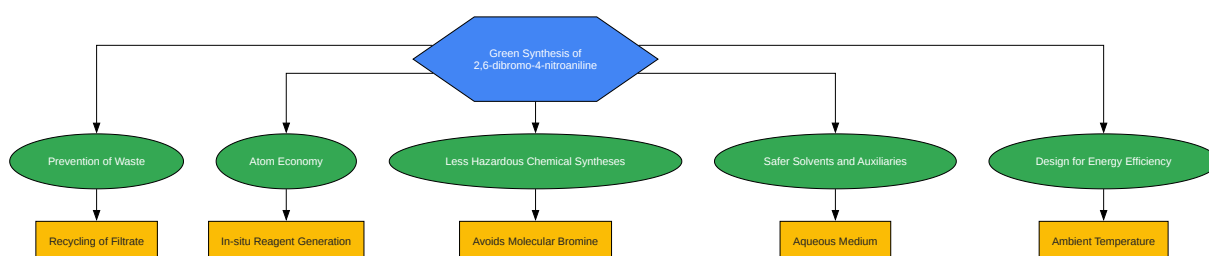 Green Synthesis of
2,6-dibromo-4-nitroaniline
Prevention of Waste
Atom Economy
Less Hazardous Chemical Syntheses
Safer Solvents and Auxiliaries
Design for Energy Efficiency
Recycling of Filtrate
In-situ Reagent Generation
Avoids Molecular Bromine
Aqueous Medium
Ambient Temperature